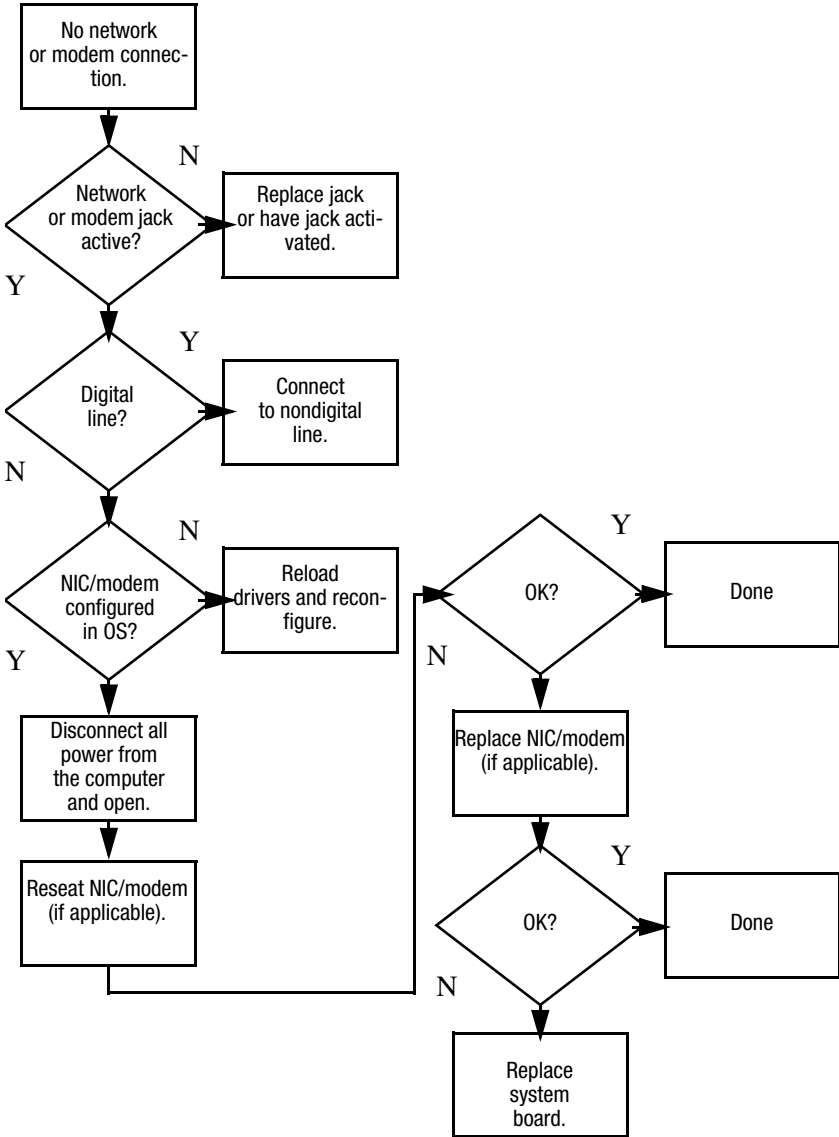 No network
or modem connec-
tion.
N
Network
or modem jack
active?
Replace jack
or have jack acti-
vated.
Y
Y
Digital
line?
Connect
to nondigital
line.
N
N
NIC/modem
configured
in OS?
Reload
drivers and recon-
figure.
Y
Disconnect all
power from
the computer
and open.
Reseat NIC/modem
(if applicable).
Y
OK?
Done
N
Replace NIC/modem
(if applicable).
Y
OK?
Done
N
Replace
system
board.